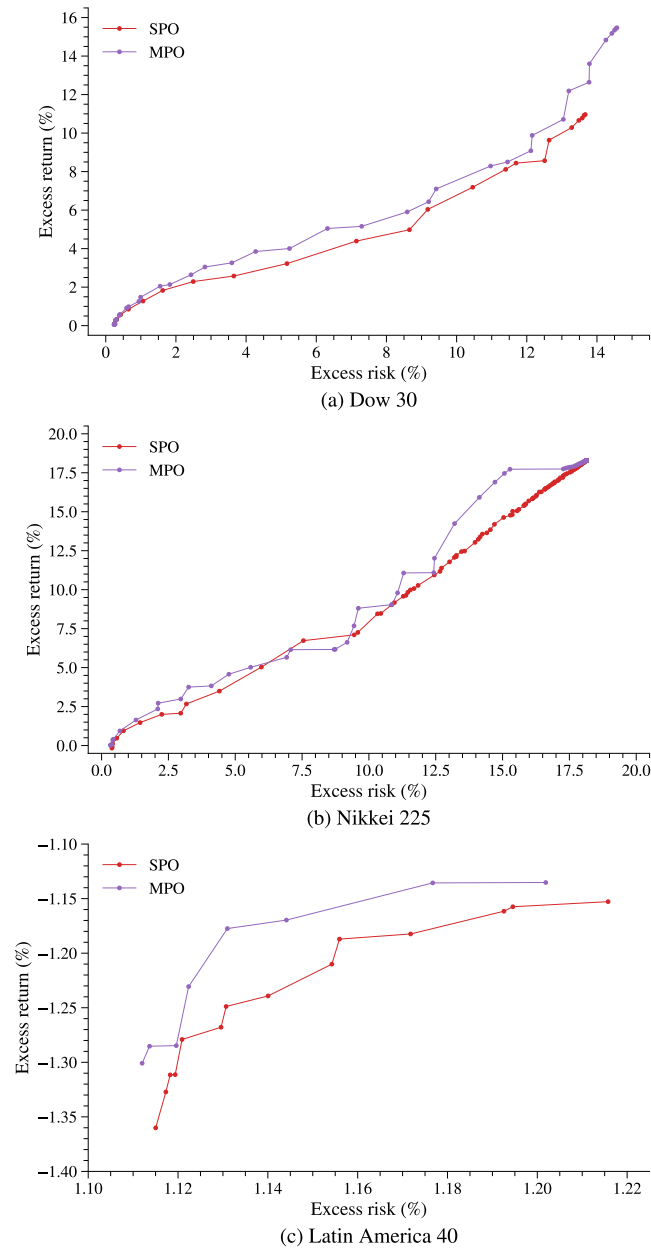 16
14
12
10
8
6
4
2
0
Excess return (%)
SPO
MPO
0 2 4 6 8 10 12 14
Excess risk (%)
(a) Dow 30
20.0
17.5
15.0
12.5
10.0
7.5
5.0
2.5
0.0
Excess return (%)
SPO
MPO
0.0 2.5 5.0 7.5 10.0 12.5 15.0 17.5 20.0
Excess risk (%)
(b) Nikkei 225
−1.10
−1.15
−1.20
−1.25
−1.30
−1.35
−1.40
Excess return (%)
SPO
MPO
1.10 1.12 1.14 1.16 1.18 1.20 1.22
Excess risk (%)
(c) Latin America 40